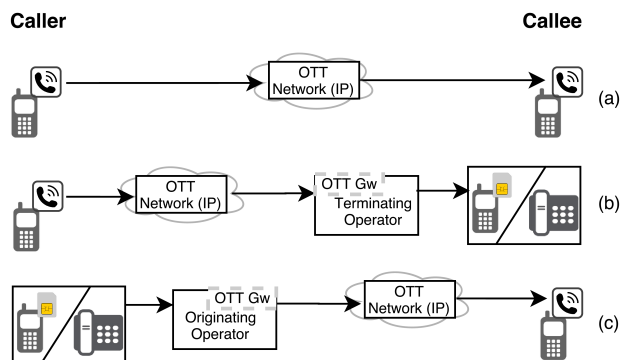 Caller
Callee
OTT
Network (IP)
(a)
OTT
Network (IP)
OTT Gw
Terminating
Operator
(b)
OTT Gw
Originating
Operator
OTT
Network (IP)
(c)